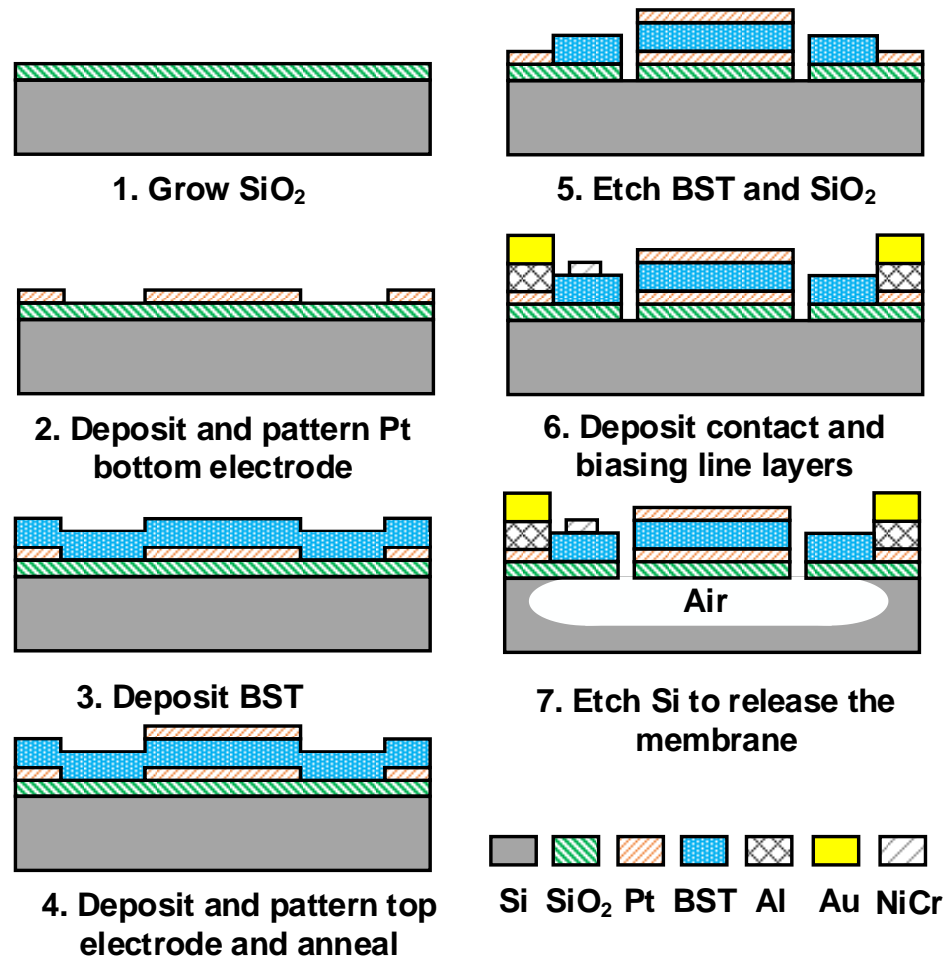 1. Grow SiO₂
2. Deposit and pattern Pt
bottom electrode
3. Deposit BST
4. Deposit and pattern top
electrode and anneal
5. Etch BST and SiO₂
6. Deposit contact and
biasing line layers
Air
7. Etch Si to release the
membrane
Si SiO₂ Pt BST Al Au NiCr